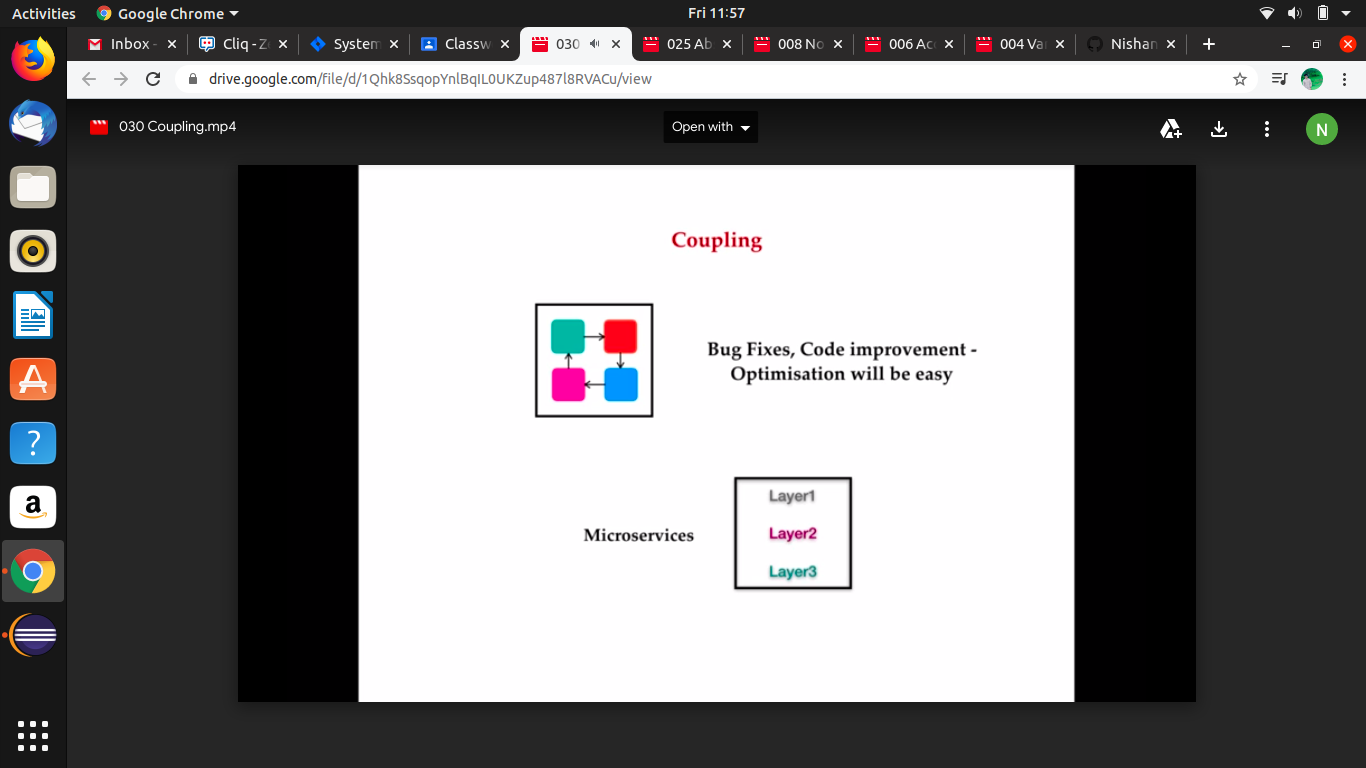 Activities
Google Chrome
Fri 11:57
Inbox -
Cliq - Z
System
Classw
030
025 Ab
008 No
006 Acc
004 Var
Nishan
drive.google.com/file/d/1Qhk8SsqopYnlBqIL0UKZup487l8RVACu/view
030 Coupling.mp4
Open with
N
Coupling
Bug Fixes, Code improvement -
Optimisation will be easy
Microservices
Layer1
Layer2
Layer3